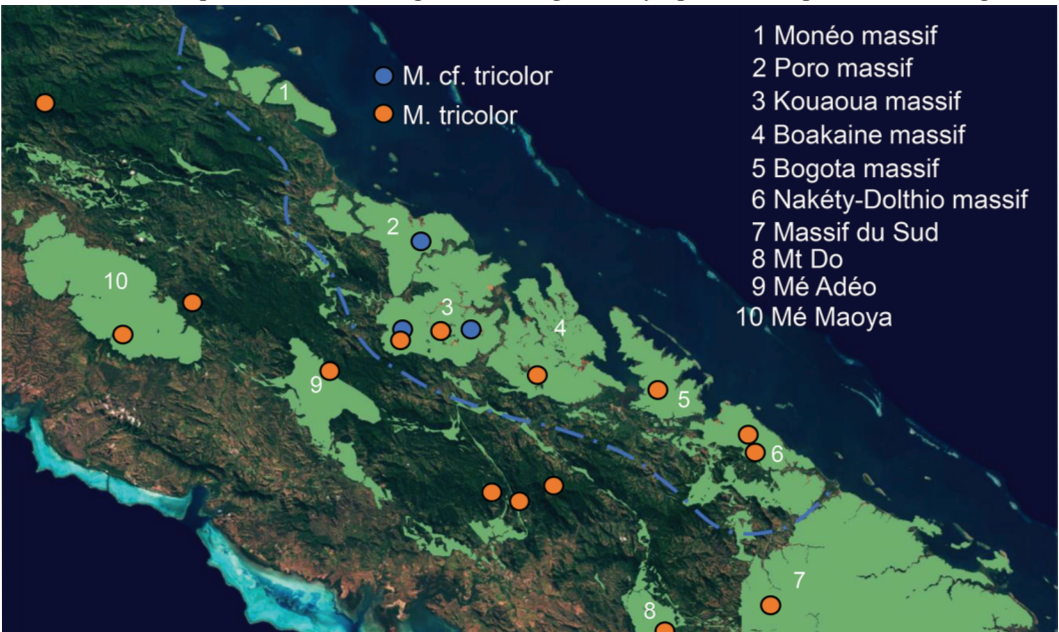 M. cf. tricolor
M. tricolor
1 Monéo massif
2 Poro massif
3 Kouaoua massif
4 Boakaine massif
5 Bogota massif
6 Nakéty-Dolthio massif
7 Massif du Sud
8 Mt Do
9 Mé Adéo
10 Mé Maoya
1
2
3
4
5
6
7
8
9
10